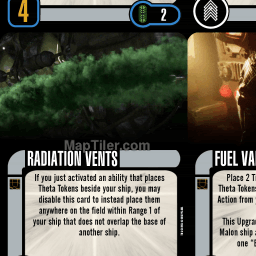 4
2
MapTiler.com
RADIATION VENTS
If you just activated an ability that places
Theta Tokens beside your ship, you may
disable this card to instead place them
anywhere on the field within Range 1 of
your ship that does not overlap the base of
another ship.
FUEL VA
Place 2 Ti
Theta Tokens
Action from y
This Upgrade
Malon ship a
one "E